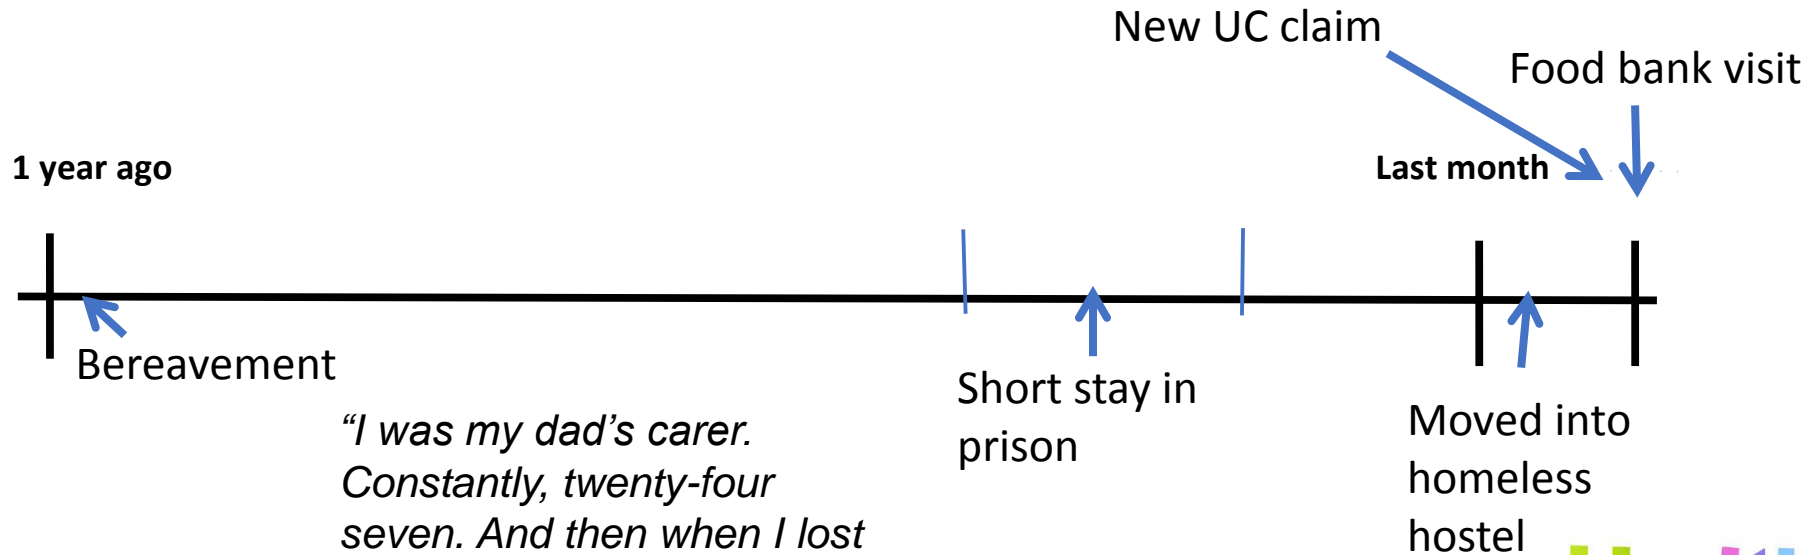 New UC claim
Food bank visit
1 year ago
Last month
Bereavement
Short stay in
prison
“I was my dad’s carer.
Constantly, twenty-four
seven. And then when I lost
Moved into
homeless
hostel